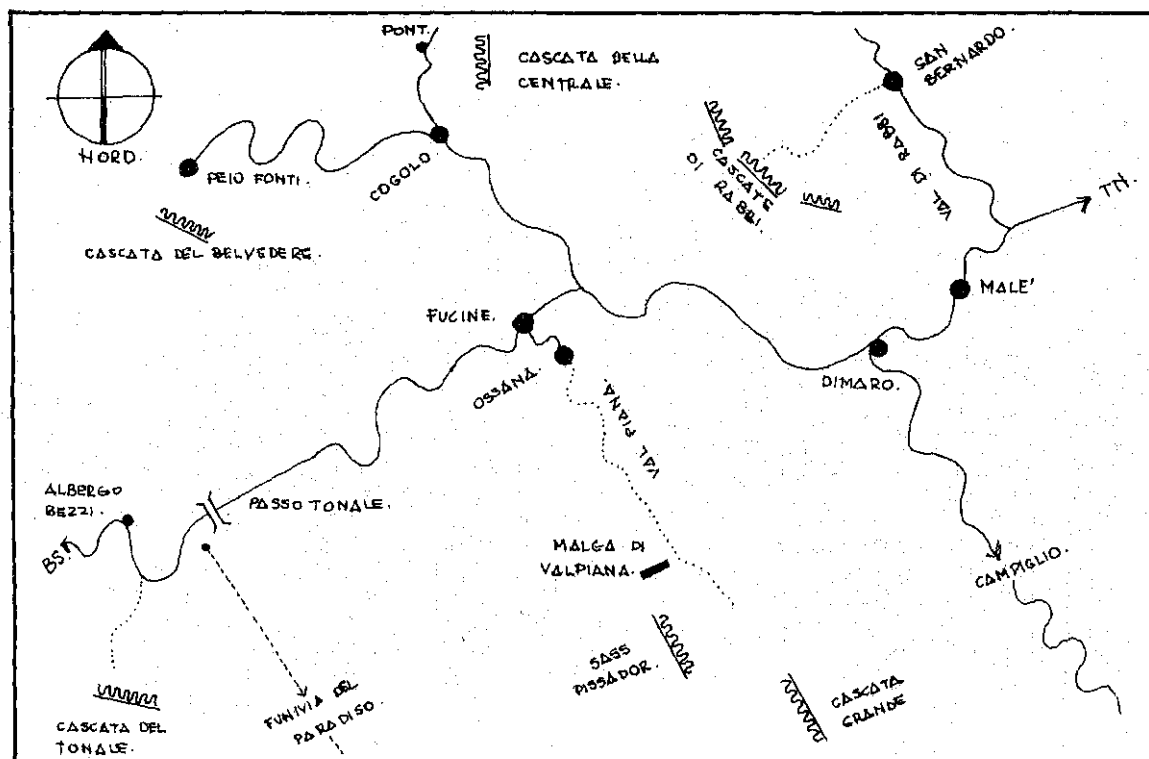 PONT.
CASCATA DELLA
CENTRALE.
SAN
BERNARDO.
NORD.
PEIO FONTI.
COGOLO
CASCATE
DI RABBI.
VAL DI RABBI
TN.
CASCATA DEL BELVEDERE.
MALE'
FUCINE.
OSSANA.
DIMARO.
VAL PIANA
ALBERGO
BEZZI.
PASSO TONALE.
BS.
MALGA DI
VALPIANA.
CAMPIGLIO.
SASS
PISSADOR.
CASCATA
GRANDE
FUNIVIA DEL
PARADISO.
CASCATA DEL
TONALE.